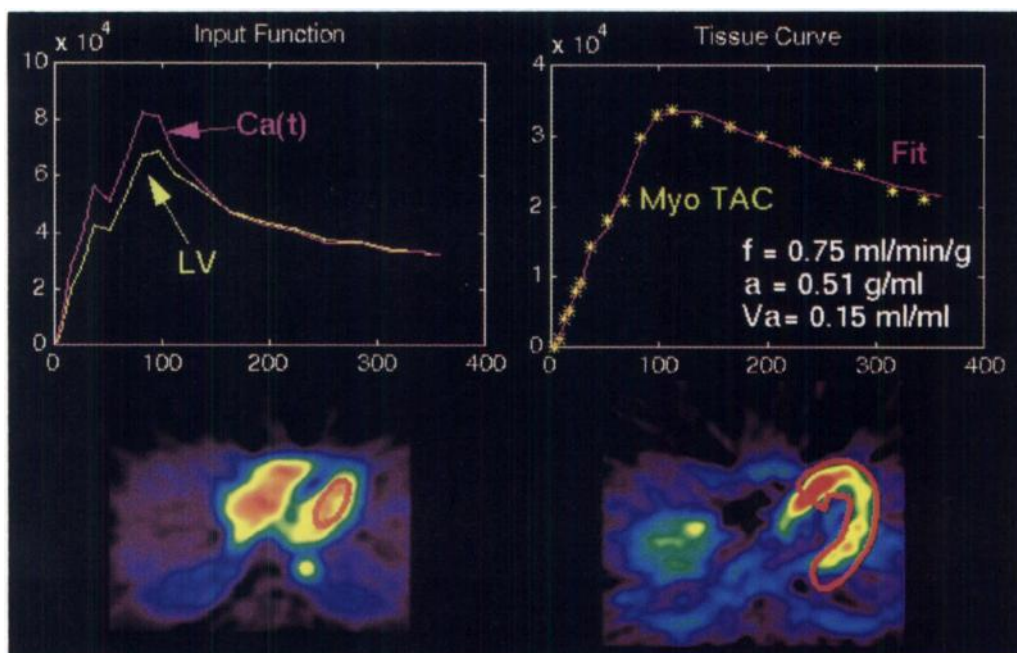 Input Function
x 10^4
10
8
6
4
2
0
0
100
200
300
400
Ca(t)
LV
Tissue Curve
x 10^4
4
3
2
1
0
0
100
200
300
400
Fit
Myo TAC
f = 0.75 ml/min/g
a = 0.51 g/ml
Va= 0.15 ml/ml